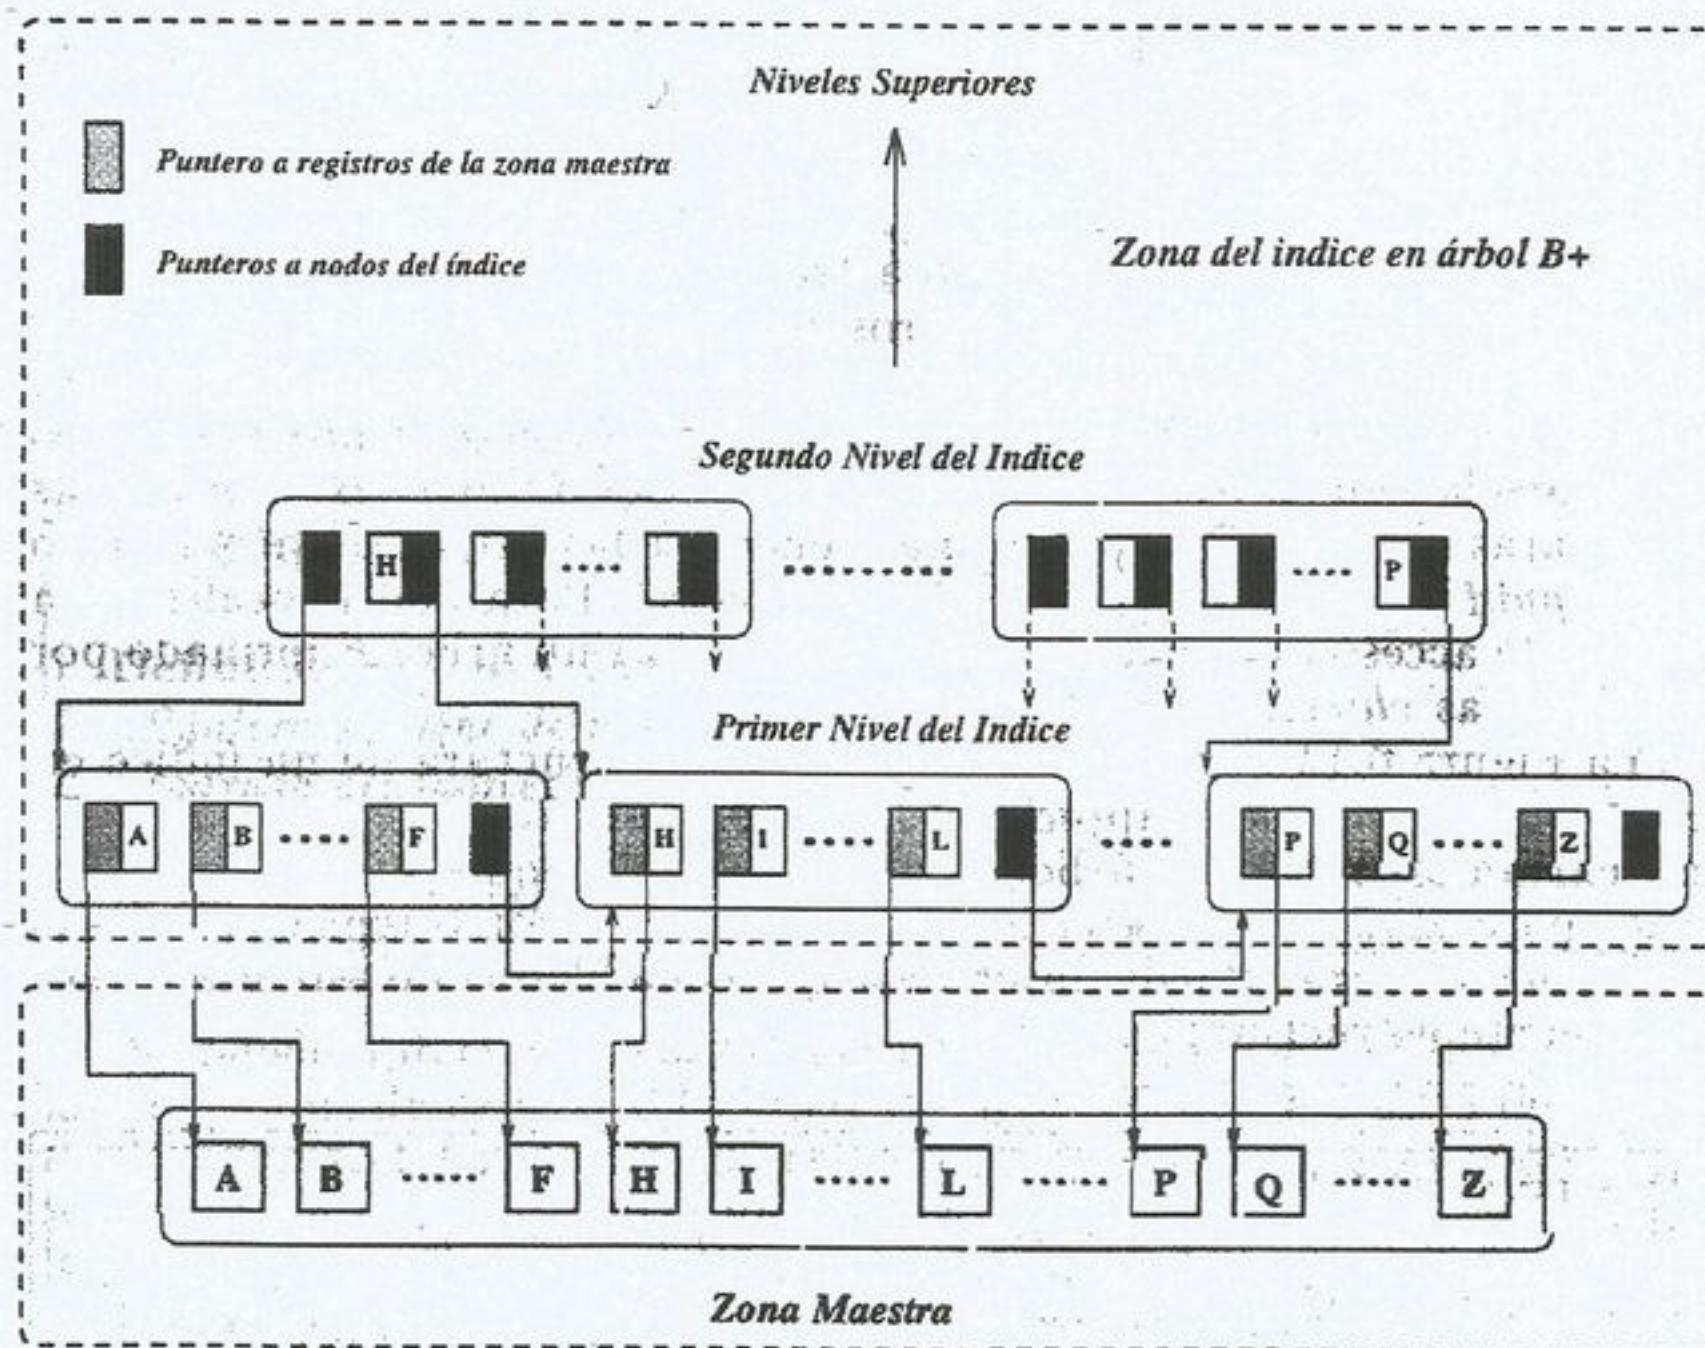 Niveles Superiores
Puntero a registros de la zona maestra
Punteros a nodos del índice
Zona del indice en árbol B+
Segundo Nivel del Indice
H P
Primer Nivel del Indice
A B F H I L P Q Z
A B F H I L P Q Z
Zona Maestra